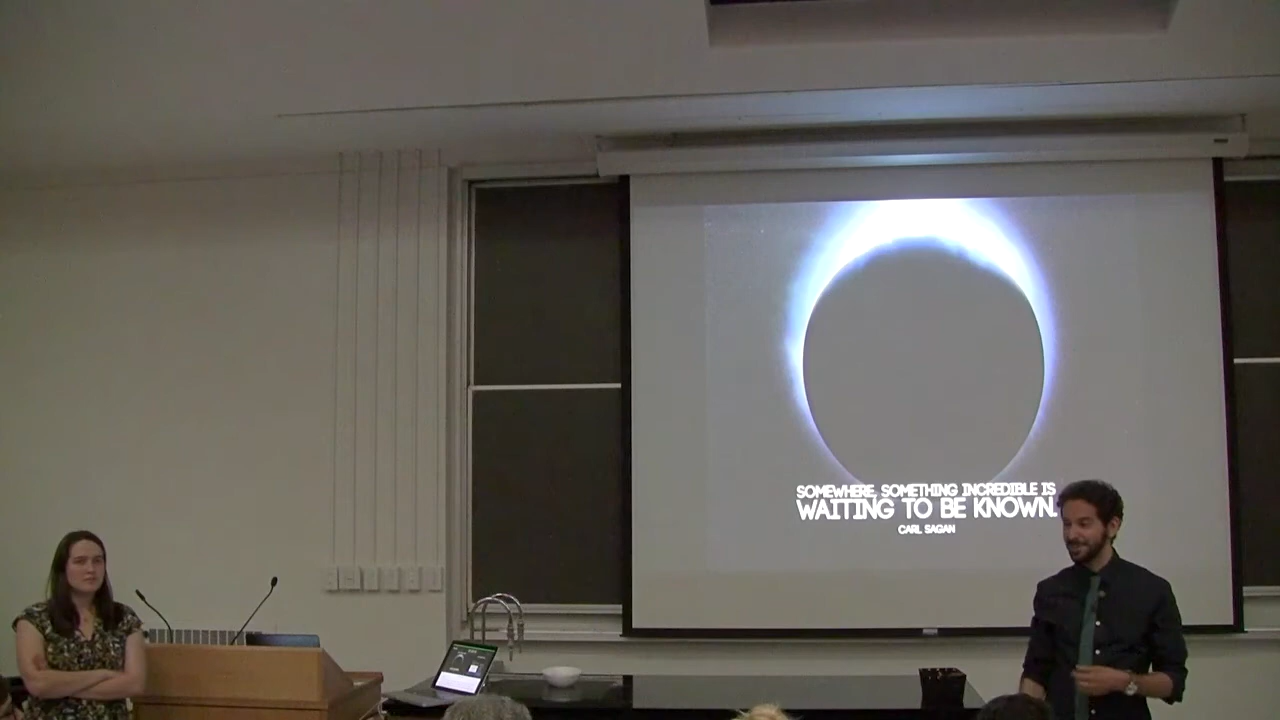 SOMEWHERE, SOMETHING INCREDIBLE IS
WAITING TO BE KNOWN.
CARL SAGAN